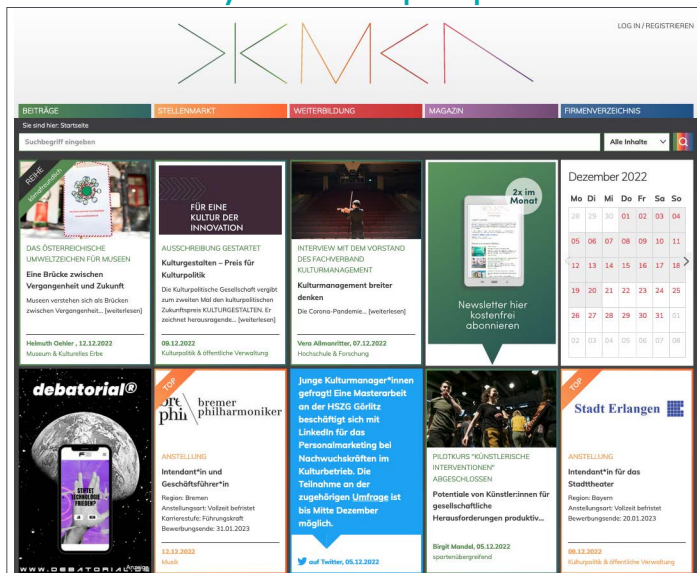 LOG IN / REGISTRIEREN
BEITRÄGE
STELLENMARKT
WEITERBILDUNG
MAGAZIN
FIRMENVERZEICHNIS
Sie sind hier: Startseite
Suchbegriff eingeben
Alle Inhalte
REIHE
klimafreundlich
DAS ÖSTERREICHISCHE
UMWELTZEICHEN FÜR MUSEEN
Eine Brücke zwischen
Vergangenheit und Zukunft
Museen verstehen sich als Brücken
zwischen Vergangenheit... [weiterlesen]
Helmuth Oehler , 12.12.2022
Museum & Kulturelles Erbe
FÜR EINE
KULTUR DER
INNOVATION
AUSSCHREIBUNG GESTARTET
Kulturgestalten – Preis für
Kulturpolitik
Die Kulturpolitische Gesellschaft vergibt
zum zweiten Mal den kulturpolitischen
Zukunftspreis KULTURGESTALTEN. Er
zeichnet herausragende... [weiterlesen]
09.12.2022
Kulturpolitik & öffentliche Verwaltung
INTERVIEW MIT DEM VORSTAND
DES FACHVERBAND
KULTURMANAGEMENT
Kulturmanagement breiter
denken
Die Corona-Pandemie... [weiterlesen]
Vera Allmanritter, 07.12.2022
Hochschule & Forschung
2x im
Monat
Newsletter hier
kostenfrei
abonnieren
Dezember 2022
Mo Di Mi Do Fr Sa So
28 29 30 01 02 03 04
05 06 07 08 09 10 11
12 13 14 15 16 17 18
19 20 21 22 23 24 25
26 27 28 29 30 31 01
02 03 04 05 06 07 08
debatorial®
STIFTET
TECHNOLOGIE
FRIEDEN?
JA
NEIN
WWW.DEBATORIAL.DE
Anzeige
TOP
bremer
philharmoniker
ANSTELLUNG
Intendant*in und
Geschäftsführer*in
Region: Bremen
Anstellungsart: Vollzeit befristet
Karrierestufe: Führungskraft
Bewerbungsende: 31.01.2023
12.12.2022
Musik
Junge Kulturmanager*innen
gefragt! Eine Masterarbeit
an der HSZG Görlitz
beschäftigt sich mit
LinkedIn für das
Personalmarketing bei
Nachwuchskräften im
Kulturbetrieb. Die
Teilnahme an der
zugehörigen Umfrage ist
bis Mitte Dezember
möglich.
auf Twitter, 05.12.2022
PILOTKURS "KÜNSTLERISCHE
INTERVENTIONEN"
ABGESCHLOSSEN
Potentiale von Künstler:innen für
gesellschaftliche
Herausforderungen produktiv...
Birgit Mandel, 05.12.2022
spartenübergreifend
TOP
Stadt Erlangen
ANSTELLUNG
Intendant*in für das
Stadttheater
Region: Bayern
Anstellungsart: Vollzeit befristet
Bewerbungsende: 20.01.2023
09.12.2022
Kulturpolitik & öffentliche Verwaltung